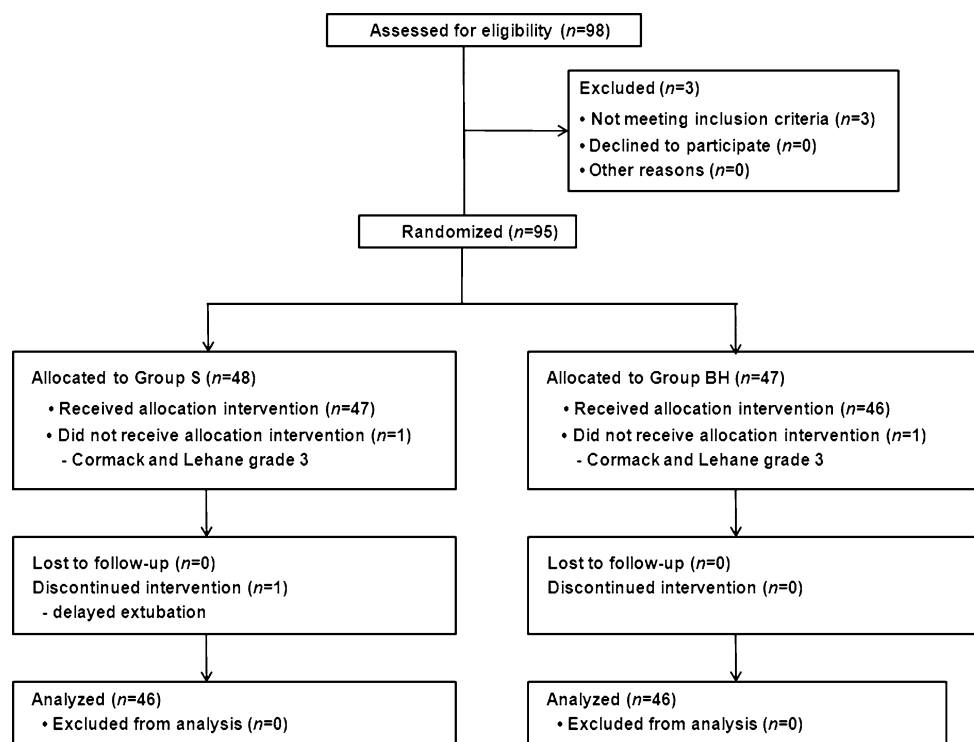 Assessed for eligibility (n=98)
Excluded (n=3)
• Not meeting inclusion criteria (n=3)
• Declined to participate (n=0)
• Other reasons (n=0)
Randomized (n=95)
Allocated to Group S (n=48)
• Received allocation intervention (n=47)
• Did not receive allocation intervention (n=1)
- Cormack and Lehane grade 3
Allocated to Group BH (n=47)
• Received allocation intervention (n=46)
• Did not receive allocation intervention (n=1)
- Cormack and Lehane grade 3
Lost to follow-up (n=0)
Discontinued intervention (n=1)
- delayed extubation
Lost to follow-up (n=0)
Discontinued intervention (n=0)
Analyzed (n=46)
• Excluded from analysis (n=0)
Analyzed (n=46)
• Excluded from analysis (n=0)